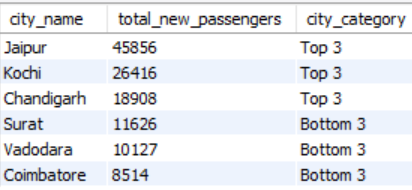 city_name total_new_passengers city_category
Jaipur 45856 Top 3
Kochi 26416 Top 3
Chandigarh 18908 Top 3
Surat 11626 Bottom 3
Vadodara 10127 Bottom 3
Coimbatore 8514 Bottom 3